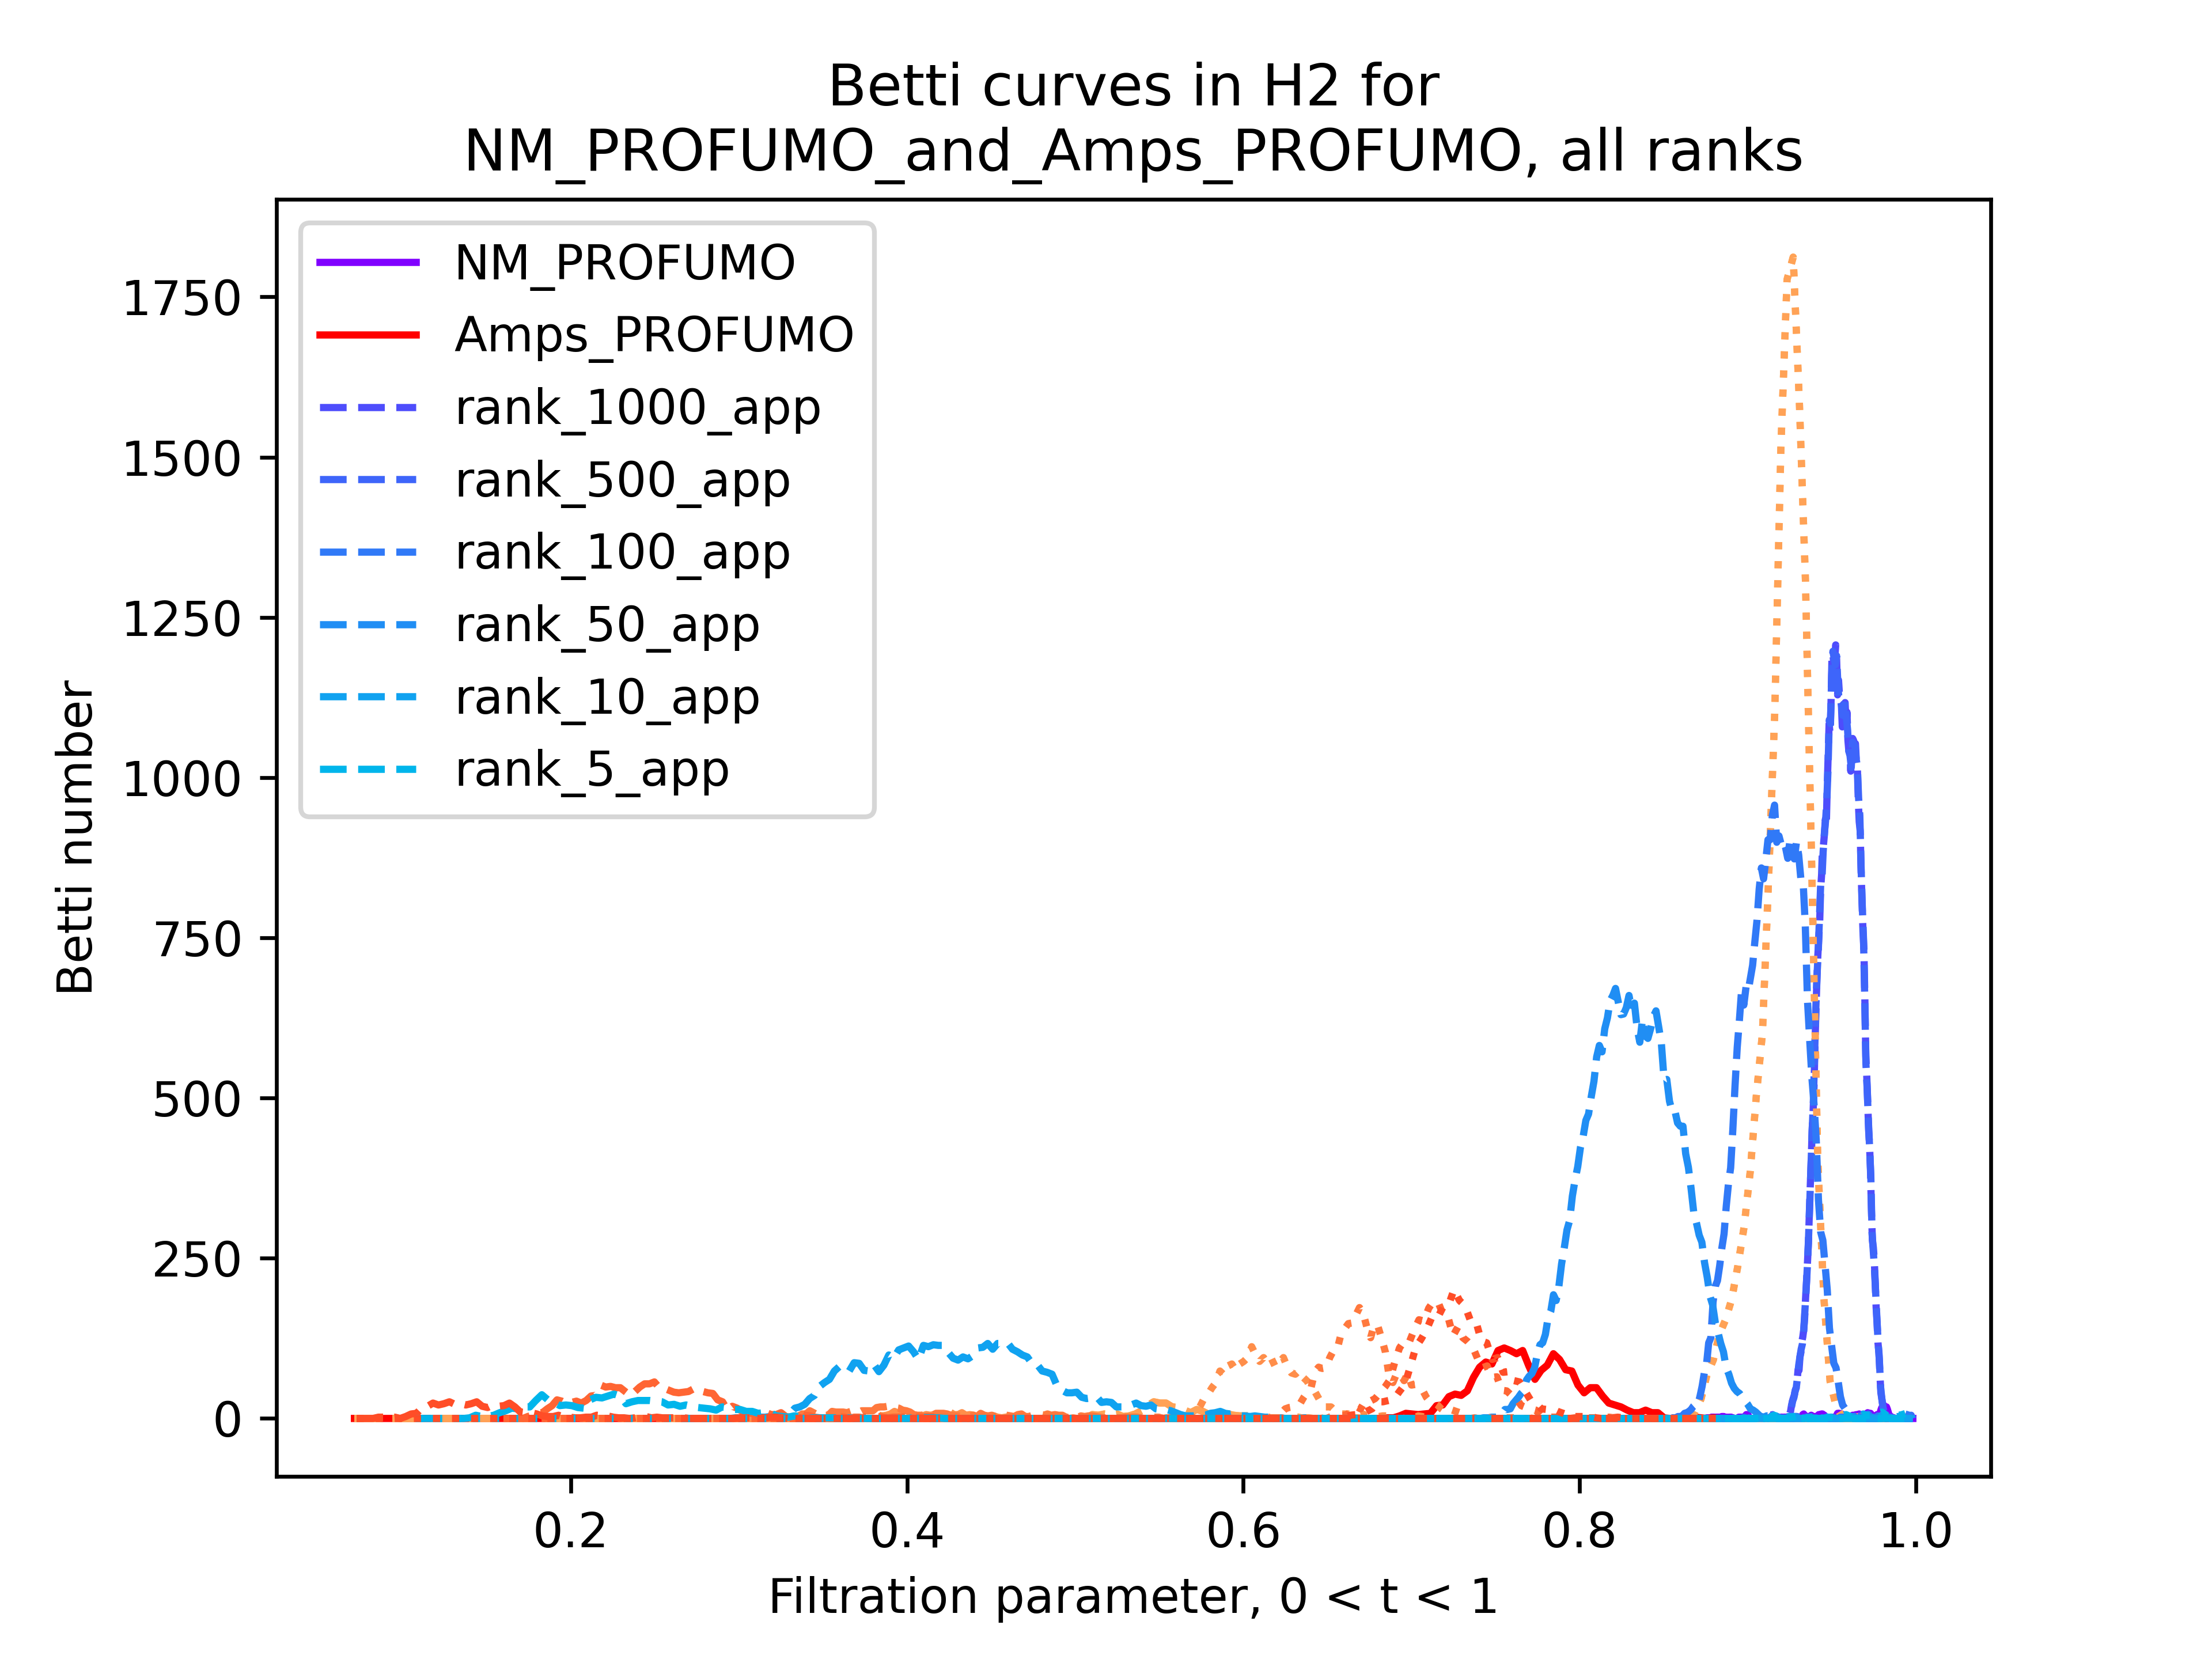 Betti curves in H2 for
NM_PROFUMO_and_Amps_PROFUMO, all ranks
NM_PROFUMO
Amps_PROFUMO
rank_1000_app
rank_500_app
rank_100_app
rank_50_app
rank_10_app
rank_5_app
Betti number
1750
1500
1250
1000
750
500
250
0
0.2 0.4 0.6 0.8 1.0
Filtration parameter, 0 < t < 1